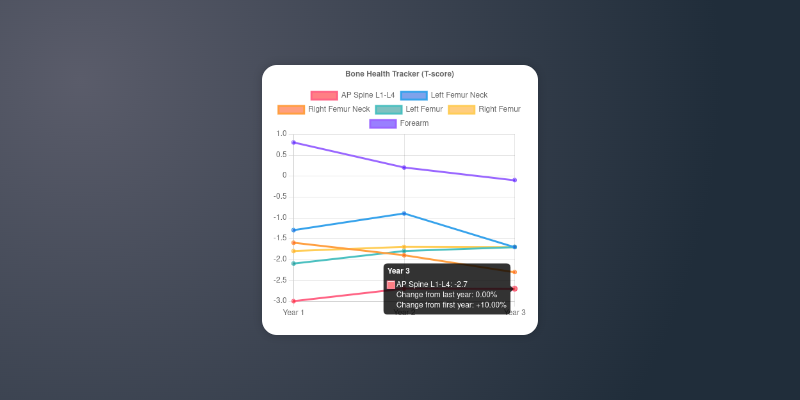 Bone Health Tracker (T-score)
AP Spine L1-L4 Left Femur Neck
Right Femur Neck Left Femur Right Femur
Forearm
1.0
0.5
0
-0.5
-1.0
-1.5
-2.0
-2.5
-3.0
Year 3
AP Spine L1-L4: -2.7
Change from last year: 0.00%
Change from first year: +10.00%
Year 1 Year 2 Year 3